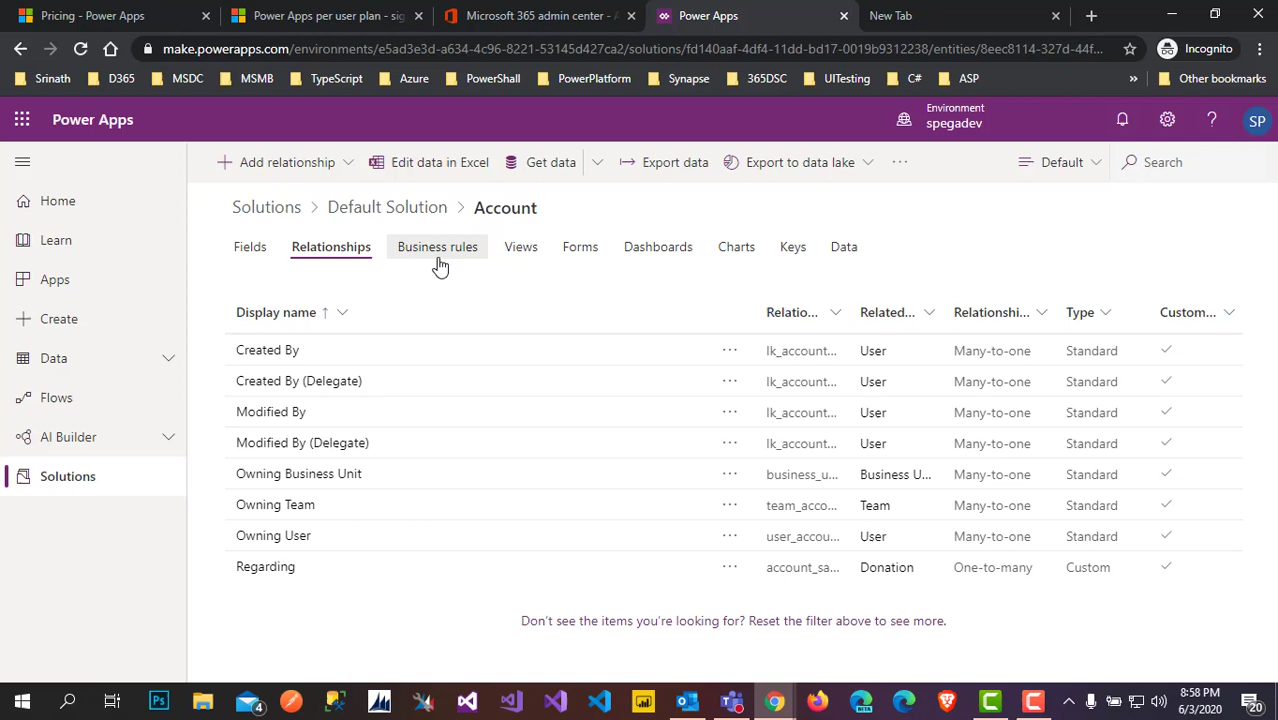 Pricing - Power Apps
Power Apps per user plan - sig
Microsoft 365 admin center -
Power Apps
New Tab
make.powerapps.com/environments/e5ad3e3d-a634-4c96-8221-53145d427ca2/solutions/fd140aaf-4df4-11dd-bd17-0019b9312238/entities/8eec8114-327d-44f...
Incognito
Srinath
D365
MSDC
MSMB
TypeScript
Azure
PowerShall
PowerPlatform
Synapse
365DSC
UITesting
C#
ASP
»
Other bookmarks
Power Apps
Environment
spegadev
?
SP
Add relationship
Edit data in Excel
Get data
Export data
Export to data lake
...
Default
Search
Solutions > Default Solution > Account
Home
Learn
Apps
Create
Data
Flows
AI Builder
Solutions
Fields
Relationships
Business rules
Views
Forms
Dashboards
Charts
Keys
Data
Display name ↑
Relatio...
Related...
Relationshi...
Type
Custom...
Created By ... lk_account... User Many-to-one Standard
Created By (Delegate) ... lk_account... User Many-to-one Standard
Modified By ... lk_account... User Many-to-one Standard
Modified By (Delegate) ... lk_account... User Many-to-one Standard
Owning Business Unit ... business_u... Business U... Many-to-one Standard
Owning Team ... team_acco... Team Many-to-one Standard
Owning User ... user_accou... User Many-to-one Standard
Regarding ... account_sa... Donation One-to-many Custom
Don't see the items you're looking for? Reset the filter above to see more.
Ps
4
BETA
8:58 PM
6/3/2020
20